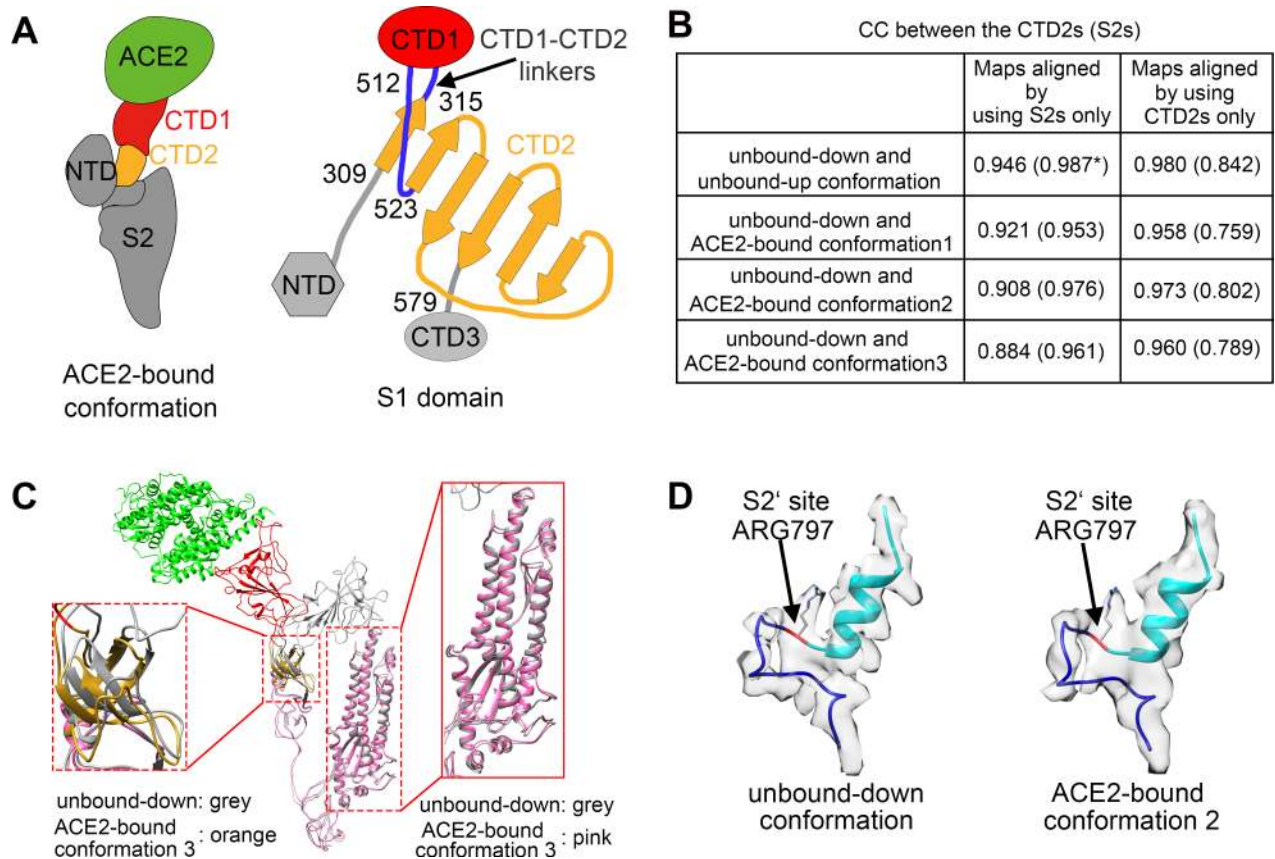 A
ACE2
CTD1
CTD2
NTD
S2
ACE2-bound
conformation
CTD1
CTD1-CTD2
linkers
512
315
CTD2
309
523
NTD
579
CTD3
S1 domain
B
CC between the CTD2s (S2s)
Maps aligned by using S2s only
Maps aligned by using CTD2s only
unbound-down and unbound-up conformation
0.946 (0.987*)
0.980 (0.842)
unbound-down and ACE2-bound conformation1
0.921 (0.953)
0.958 (0.759)
unbound-down and ACE2-bound conformation2
0.908 (0.976)
0.973 (0.802)
unbound-down and ACE2-bound conformation3
0.884 (0.961)
0.960 (0.789)
C
unbound-down: grey
ACE2-bound
conformation 3 : orange
unbound-down: grey
ACE2-bound
conformation 3 : pink
D
S2‘ site
ARG797
unbound-down
conformation
S2‘ site
ARG797
ACE2-bound
conformation 2